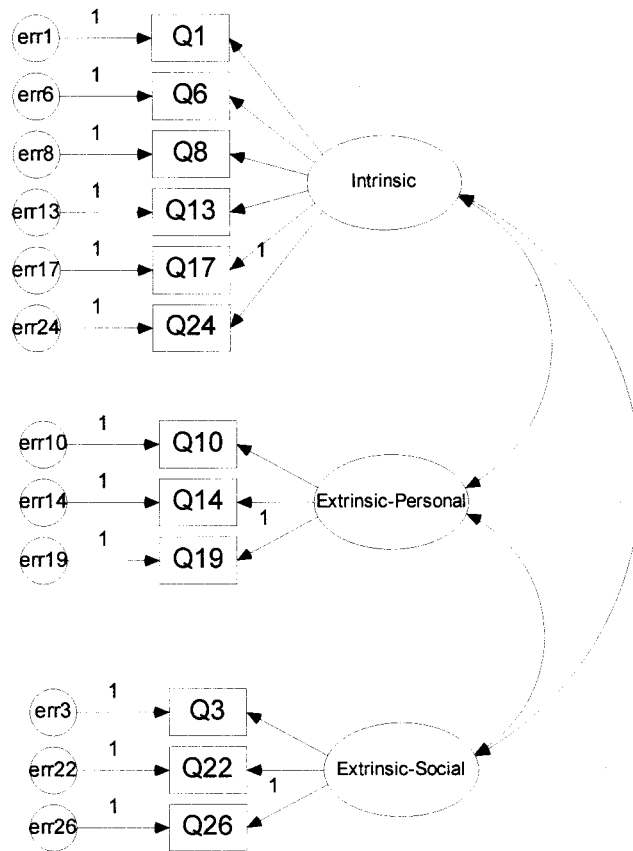 1
err1
Q1
1
err6
Q6
1
err8
Q8
Intrinsic
1
err13
Q13
1
err17
Q17
1
1
err24
Q24
1
err10
Q10
1
err14
Q14
Extrinsic-Personal
1
1
err19
Q19
1
err3
Q3
1
err22
Q22
Extrinsic-Social
1
1
err26
Q26